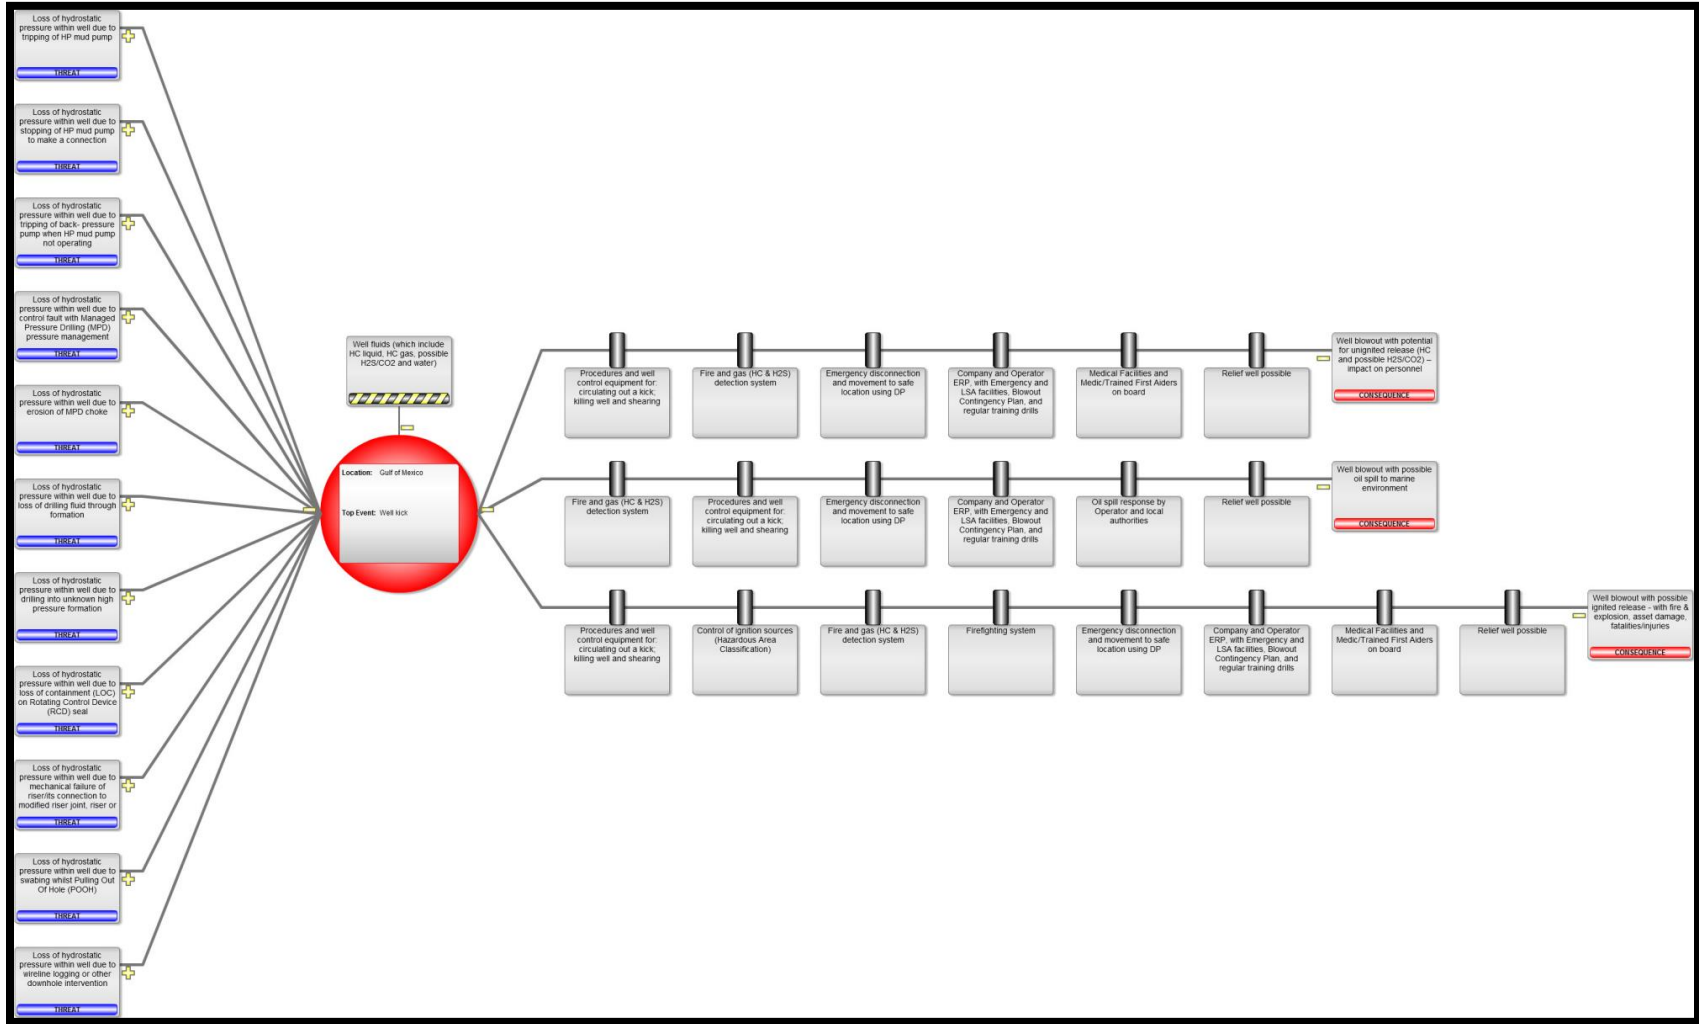 Loss of hydrostatic
pressure within well due to
tripping of HP mud pump
THREAT
Loss of hydrostatic
pressure within well due to
stopping of HP mud pump
to make a connection
THREAT
Loss of hydrostatic
pressure within well due to
tripping of back- pressure
pump when HP mud pump
not operating
THREAT
Loss of hydrostatic
pressure within well due to
control fault with Managed
Pressure Drilling (MPD)
pressure management
THREAT
Loss of hydrostatic
pressure within well due to
erosion of MPD choke
THREAT
Loss of hydrostatic
pressure within well due to
loss of drilling fluid through
formation
THREAT
Loss of hydrostatic
pressure within well due to
drilling into unknown high
pressure formation
THREAT
Loss of hydrostatic
pressure within well due to
loss of containment (LOC)
on Rotating Control Device
(RCD) seal
THREAT
Loss of hydrostatic
pressure within well due to
mechanical failure of
riser/its connection to
modified riser joint, riser or
THREAT
Loss of hydrostatic
pressure within well due to
swabing whilst Pulling Out
Of Hole (POOH)
THREAT
Loss of hydrostatic
pressure within well due to
wireline logging or other
downhole intervention
THREAT
Well fluids (which include
HC liquid, HC gas, possible
H2S/CO2 and water)
Location: Gulf of Mexico
Top Event: Well kick
Procedures and well
control equipment for:
circulating out a kick;
killing well and shearing
Fire and gas (HC & H2S)
detection system
Emergency disconnection
and movement to safe
location using DP
Company and Operator
ERP, with Emergency and
LSA facilities, Blowout
Contingency Plan, and
regular training drills
Medical Facilities and
Medic/Trained First Aiders
on board
Relief well possible
Well blowout with potential
for unignited release (HC
and possible H2S/CO2) –
impact on personnel
CONSEQUENCE
Fire and gas (HC & H2S)
detection system
Procedures and well
control equipment for:
circulating out a kick;
killing well and shearing
Emergency disconnection
and movement to safe
location using DP
Company and Operator
ERP, with Emergency and
LSA facilities, Blowout
Contingency Plan, and
regular training drills
Oil spill response by
Operator and local
authorities
Relief well possible
Well blowout with possible
oil spill to marine
environment
CONSEQUENCE
Procedures and well
control equipment for:
circulating out a kick;
killing well and shearing
Control of ignition sources
(Hazardous Area
Classification)
Fire and gas (HC & H2S)
detection system
Firefighting system
Emergency disconnection
and movement to safe
location using DP
Company and Operator
ERP, with Emergency and
LSA facilities, Blowout
Contingency Plan, and
regular training drills
Medical Facilities and
Medic/Trained First Aiders
on board
Relief well possible
Well blowout with possible
ignited release - with fire &
explosion, asset damage,
fatalities/injuries
CONSEQUENCE